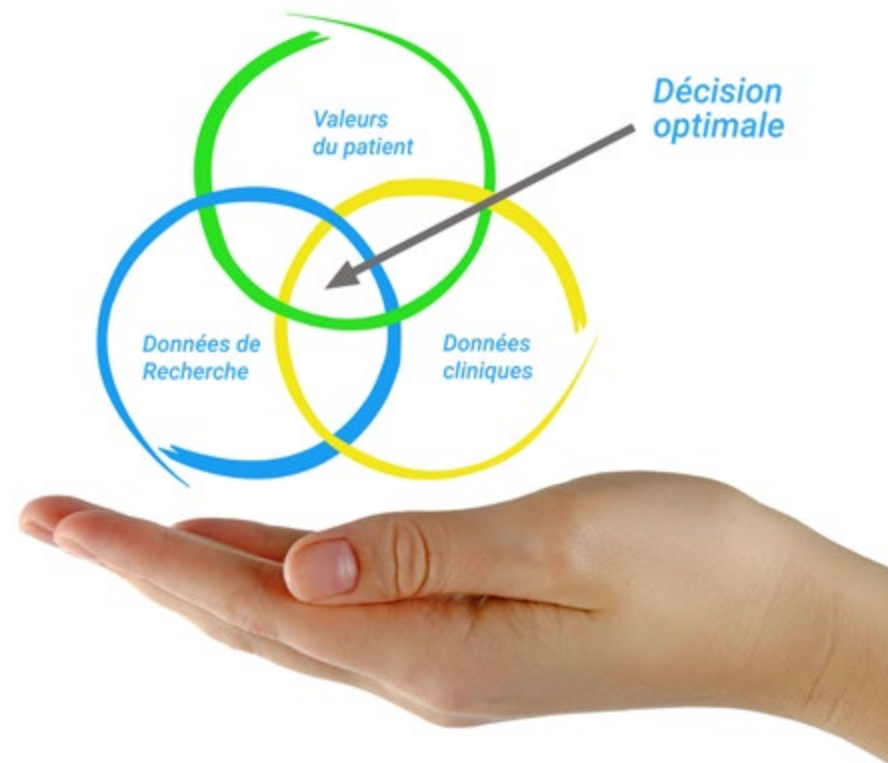 Valeurs
du patient
Décision
optimale
Données de
Recherche
Données
cliniques